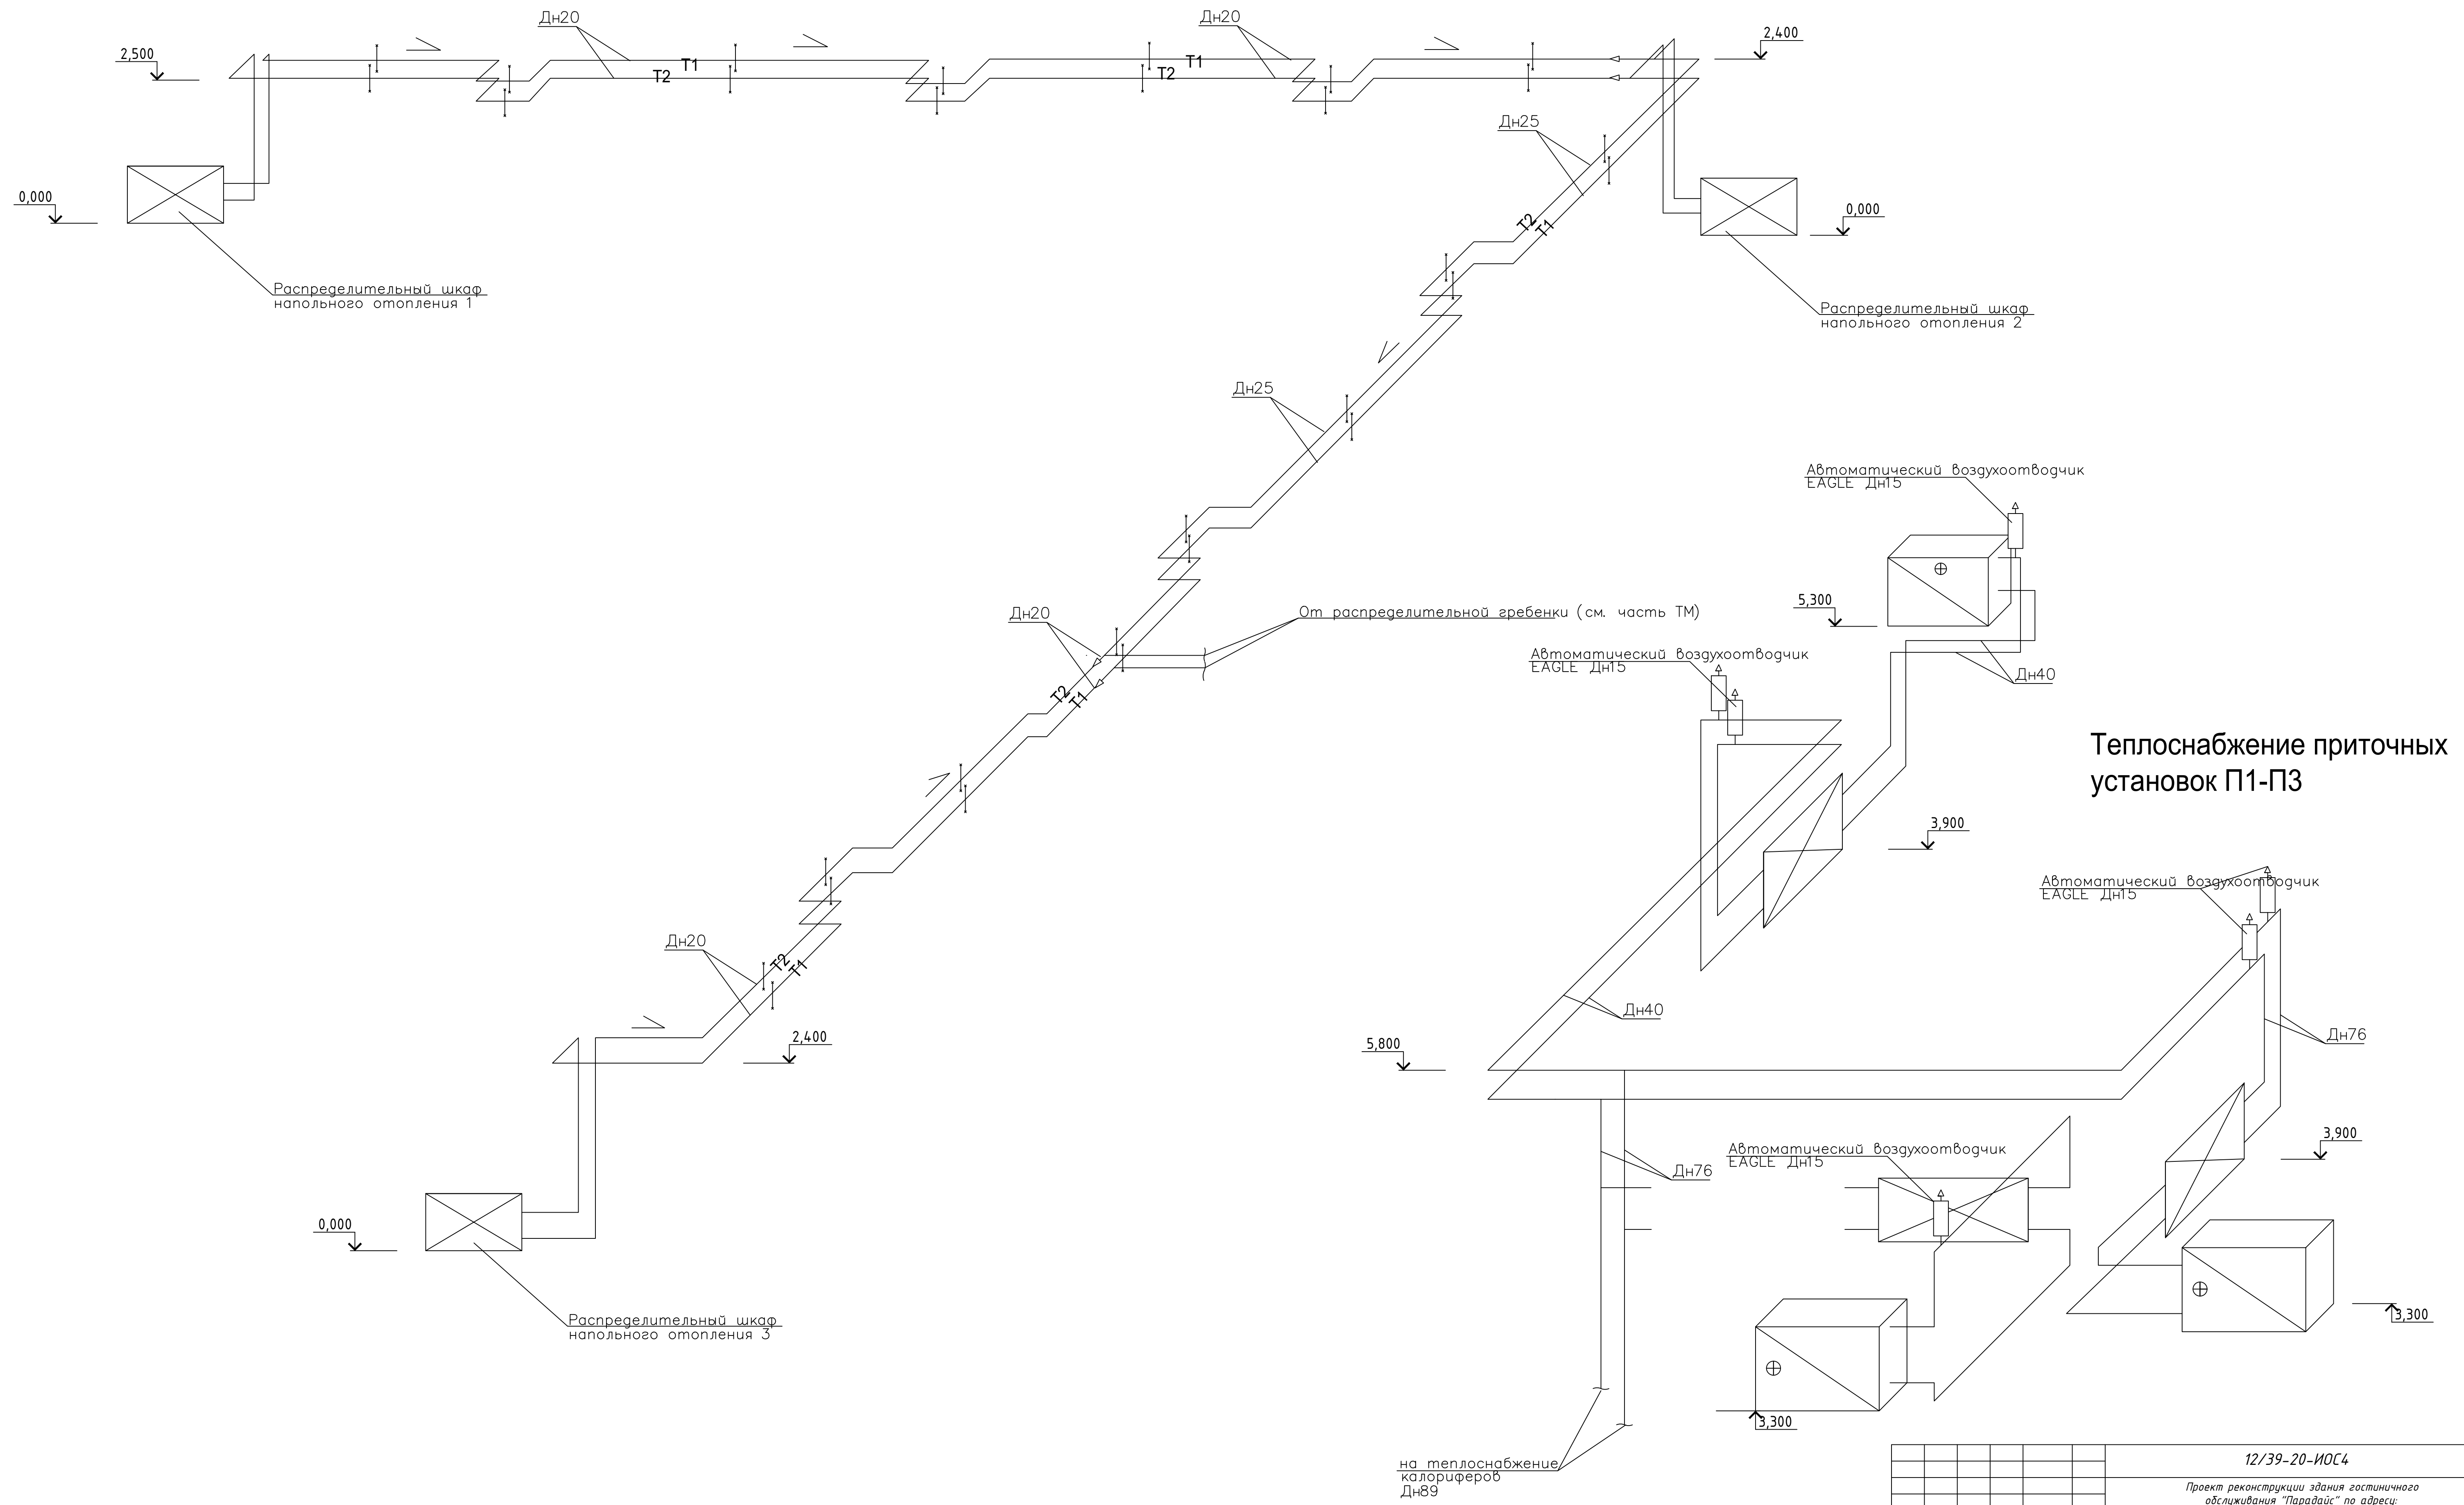 Дн20
Дн20
2,500
2,400
Т1
Т2
Т1
Т2
Дн25
0,000
0,000
Т2
Т1
Распределительный шкаф
напольного отопления 1
Распределительный шкаф
напольного отопления 2
Дн25
Автоматический воздухоотводчик
EAGLE Дн15
5,300
Дн20
От распределительной гребенки (см. часть ТМ)
Автоматический воздухоотводчик
EAGLE Дн15
Дн40
Т2
Т1
Теплоснабжение приточных
установок П1-П3
3,900
Автоматический воздухоотводчик
EAGLE Дн15
Дн20
Т2
Т1
Дн40
2,400
5,800
Дн76
3,900
Автоматический воздухоотводчик
EAGLE Дн15
Дн76
0,000
Распределительный шкаф
напольного отопления 3
3,300
3,300
на теплоснабжение
калориферов
Дн89
12/39-20-ИОС4
Проект реконструкции здания гостиничного
обслуживания "Парадайс" по адресу: